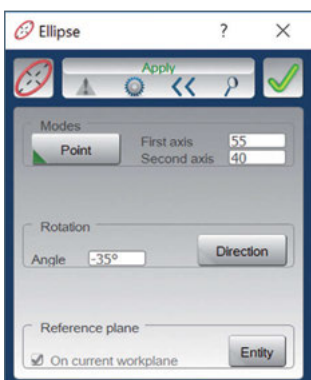 Ellipse ? ×
Apply
Modes
Point
First axis 55
Second axis 40
Rotation
Angle -35º
Direction
Reference plane
On current workplane
Entity